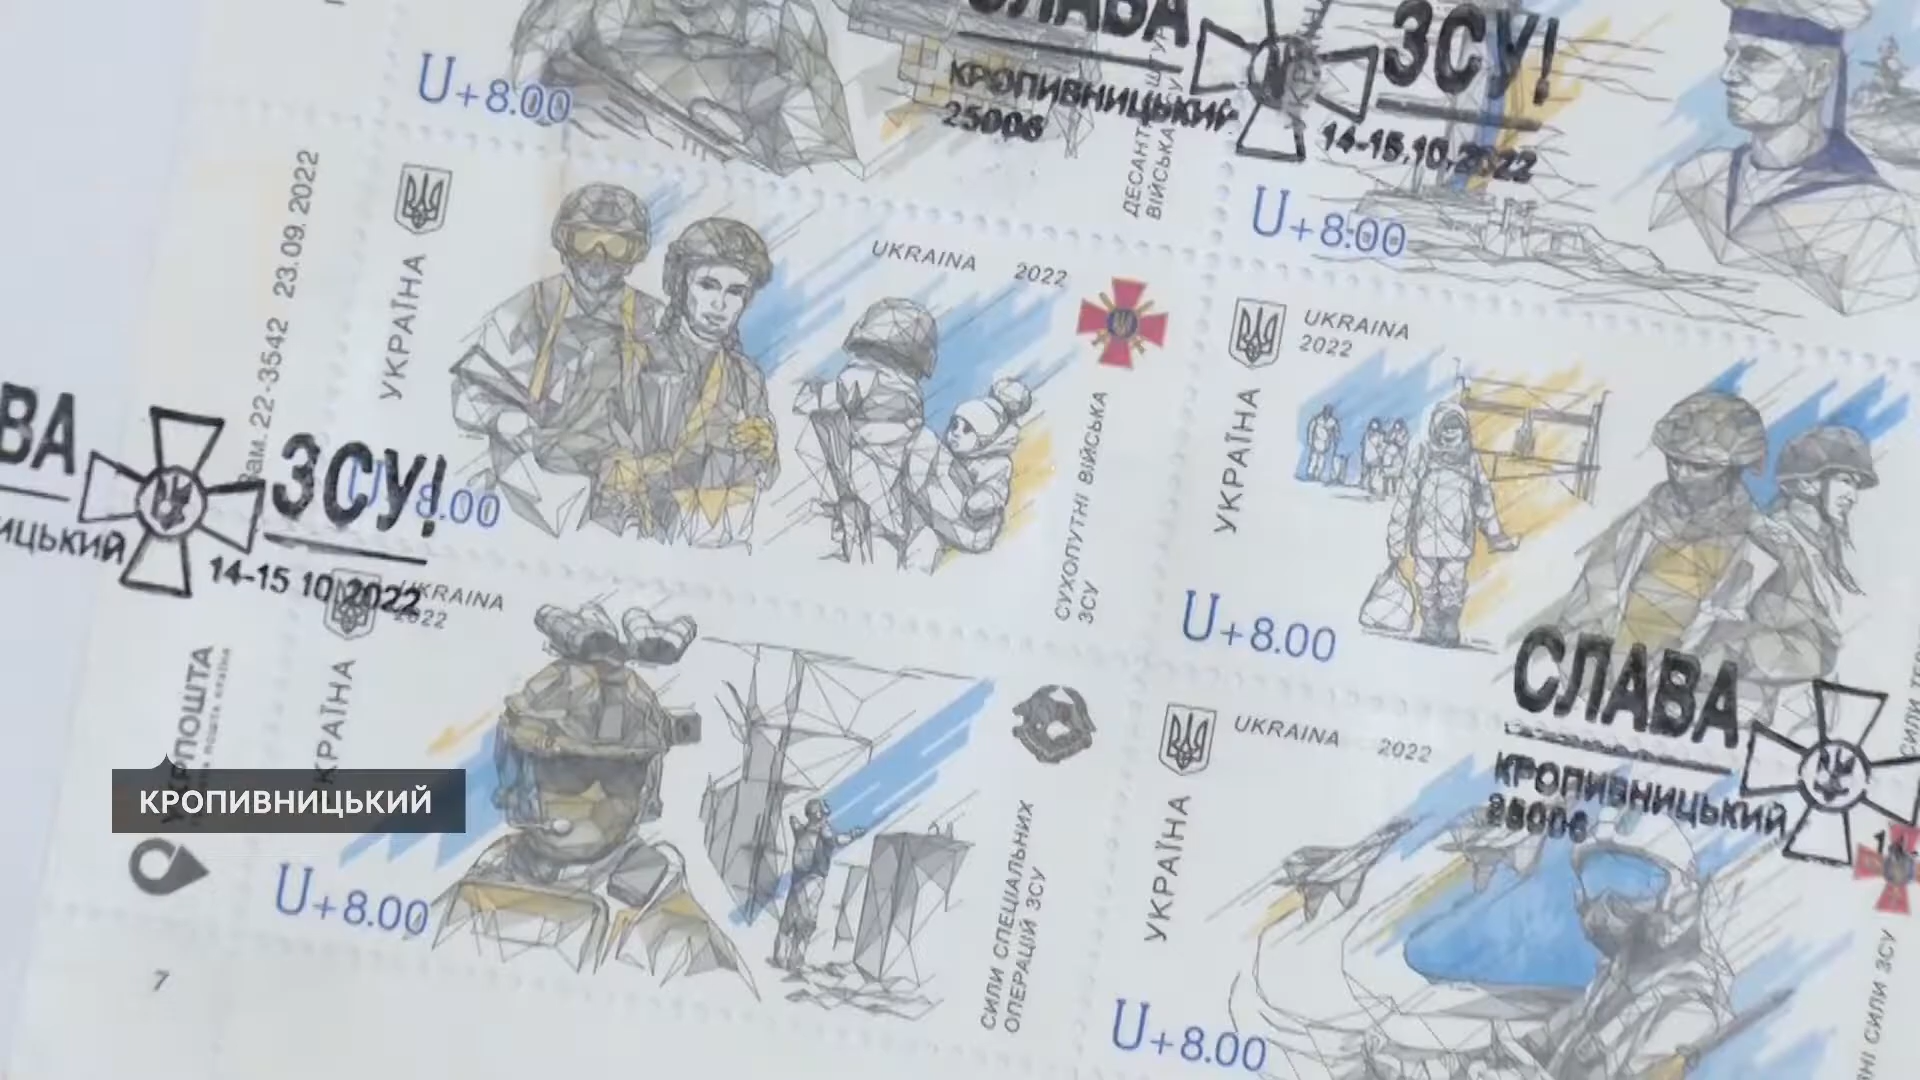 СЛАВА
ЗСУ!
КРОПИВНИЦЬКИЙ
25006
14-15.10.2022
U+8.00
ДЕСАНТ
ВІЙСЬКА
U+8.00
22-3542 23.09.2022
УКРАЇНА
UKRAINA 2022
СУХОПУТНІ ВІЙСЬКА
ЗСУ
8.00
UKRAINA
2022
УКРАЇНА
U+8.00
ВА
ЗСУ!
ИЦЬКИЙ
14-15 10 2022
UKRAINA
2022
УКРАЇНА
УКРПОШТА
U+8.00
СИЛИ СПЕЦІАЛЬНИХ
ОПЕРАЦІЙ ЗСУ
7
СЛАВА
КРОПИВНИЦЬКИЙ
25006
UKRAINA 2022
УКРАЇНА
U+8.00
СИЛИ ЗСУ
КРОПИВНИЦЬКИЙ